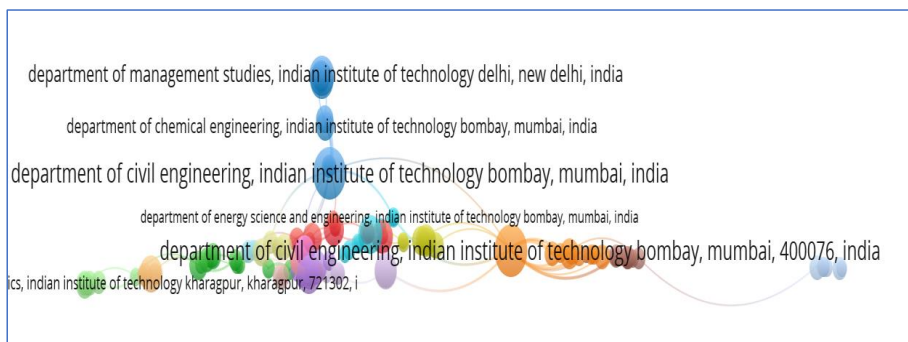 department of management studies, indian institute of technology delhi, new delhi, india
department of chemical engineering, indian institute of technology bombay, mumbai, india
department of civil engineering, indian institute of technology bombay, mumbai, india
department of energy science and engineering, indian institute of technology bombay, mumbai, india
department of civil engineering, indian institute of technology bombay, mumbai, 400076, india
ics, indian institute of technology kharagpur, kharagpur, 721302, i